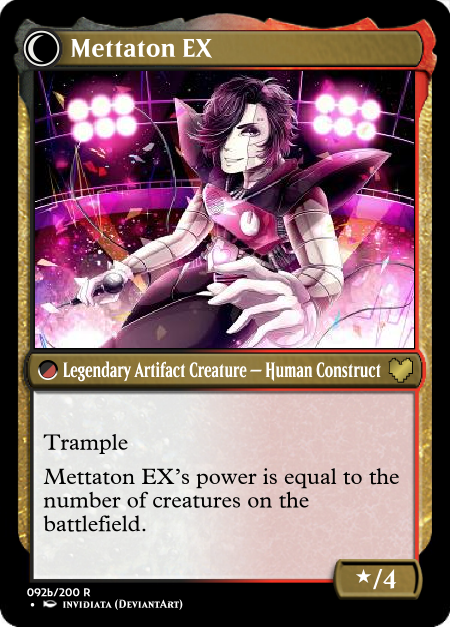 Mettaton EX
Legendary Artifact Creature — Human Construct
Trample
Mettaton EX's power is equal to the
number of creatures on the
battlefield.
★/4
092b/200 R
• INVIDIATA (DEVIANTART)